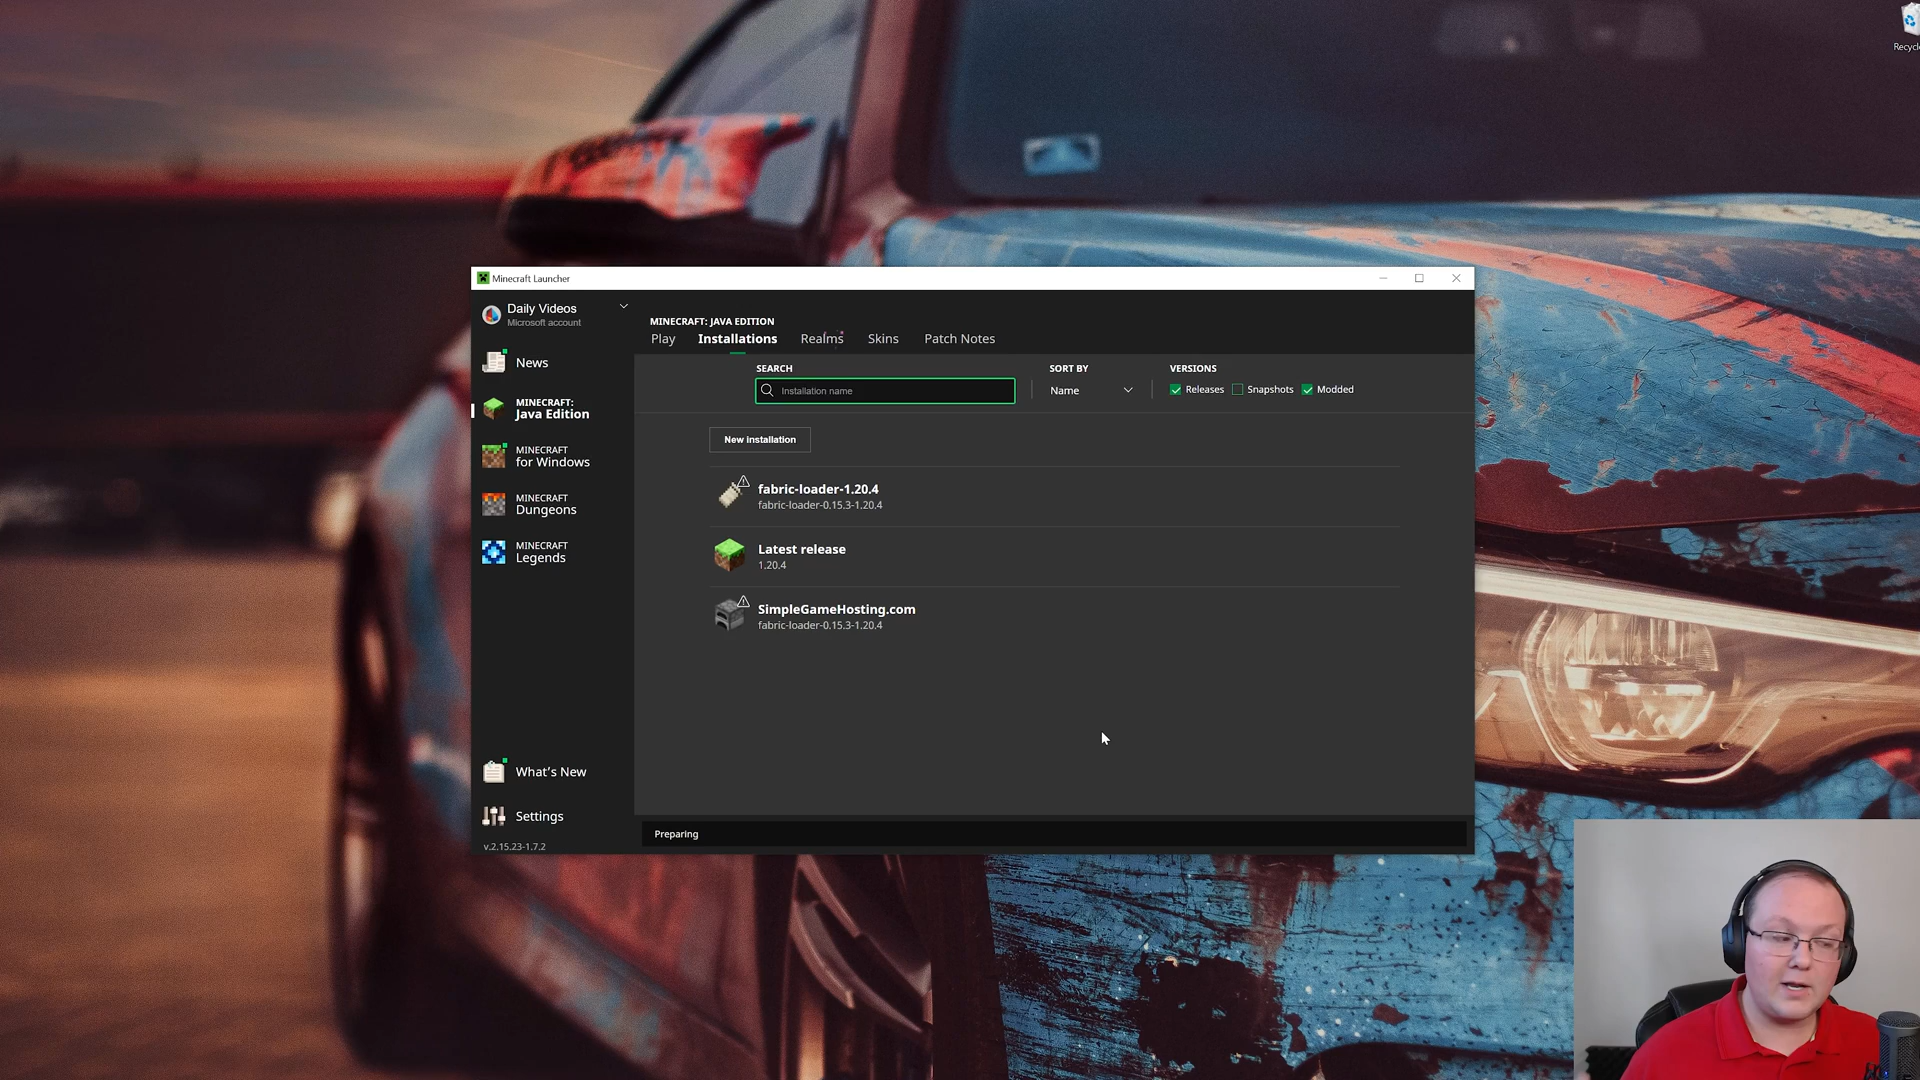 Recycl
Minecraft Launcher
Daily Videos
Microsoft account
News
MINECRAFT:
Java Edition
MINECRAFT
for Windows
MINECRAFT
Dungeons
MINECRAFT
Legends
What's New
Settings
v.2.15.23-1.7.2
MINECRAFT: JAVA EDITION
Play Installations Realms Skins Patch Notes
SEARCH
Installation name
SORT BY
Name
VERSIONS
Releases Snapshots Modded
New installation
fabric-loader-1.20.4
fabric-loader-0.15.3-1.20.4
Latest release
1.20.4
SimpleGameHosting.com
fabric-loader-0.15.3-1.20.4
Preparing